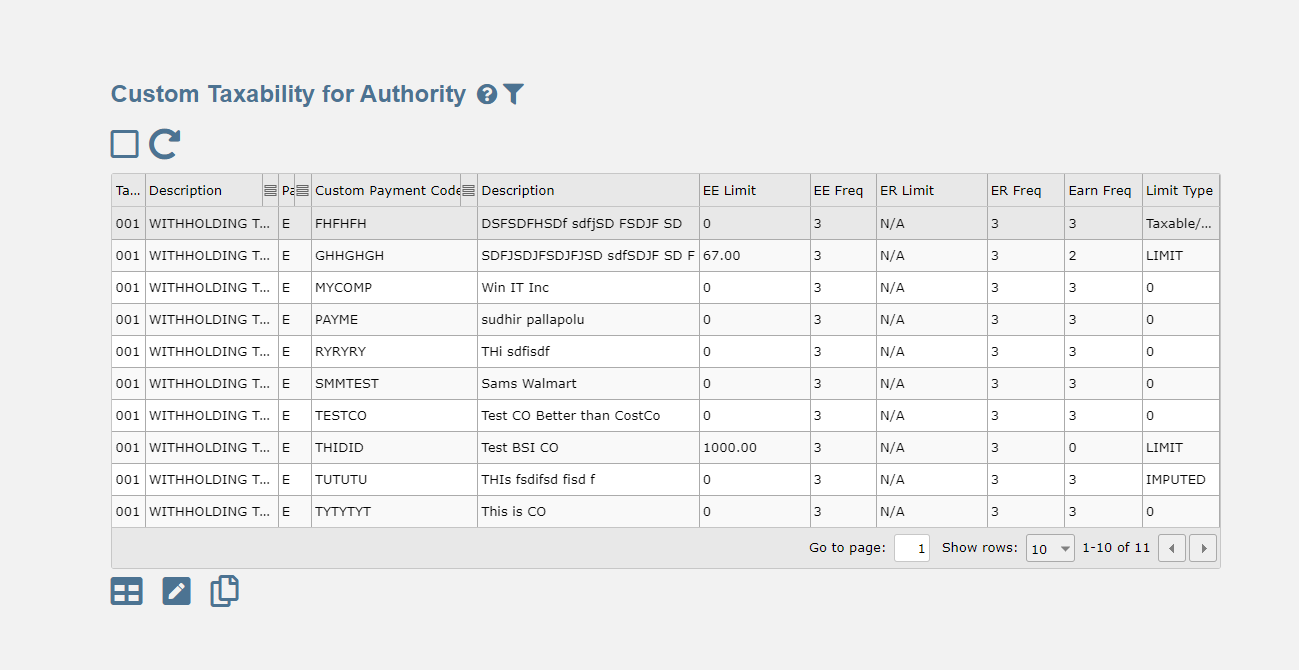 Custom Taxability for Authority ?
Ta... Description Pa Custom Payment Code Description EE Limit EE Freq ER Limit ER Freq Earn Freq Limit Type
001 WITHHOLDING T... E FHFHFH DSFSDFHSDf sdfjSD FSDJF SD 0 3 N/A 3 3 Taxable/...
001 WITHHOLDING T... E GHHGHGH SDFJSDJFSDJFJSD sdfSDJF SD F 67.00 3 N/A 3 2 LIMIT
001 WITHHOLDING T... E MYCOMP Win IT Inc 0 3 N/A 3 3 0
001 WITHHOLDING T... E PAYME sudhir pallapolu 0 3 N/A 3 3 0
001 WITHHOLDING T... E RYRYRY THi sdfisdf 0 3 N/A 3 3 0
001 WITHHOLDING T... E SMMTEST Sams Walmart 0 3 N/A 3 3 0
001 WITHHOLDING T... E TESTCO Test CO Better than CostCo 0 3 N/A 3 3 0
001 WITHHOLDING T... E THIDID Test BSI CO 1000.00 3 N/A 3 0 LIMIT
001 WITHHOLDING T... E TUTUTU THIs fsdifsd fisd f 0 3 N/A 3 3 IMPUTED
001 WITHHOLDING T... E TYTYTYT This is CO 0 3 N/A 3 3 0
Go to page: 1 Show rows: 10 1-10 of 11